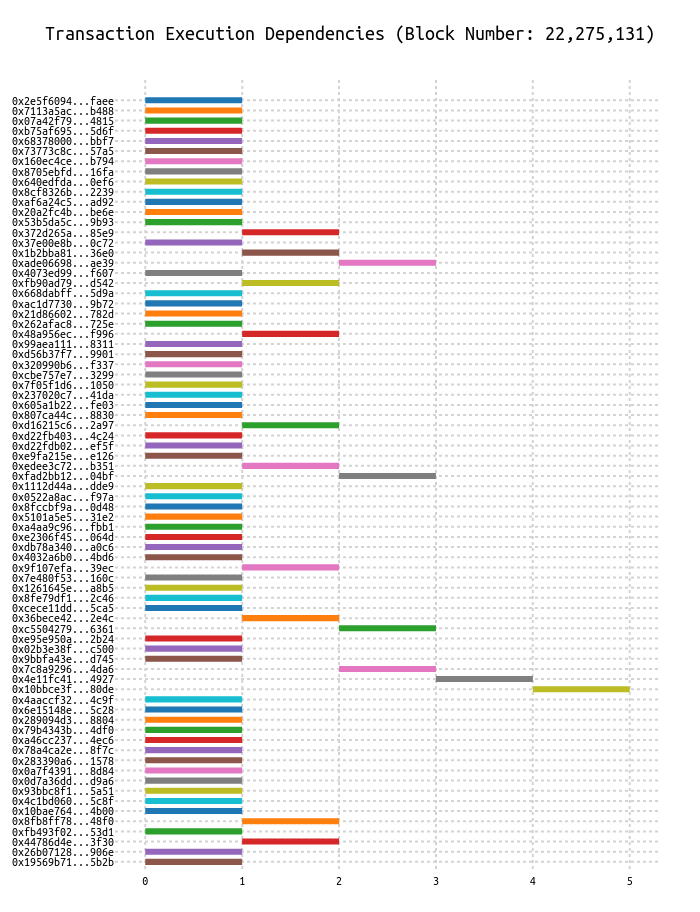 Transaction Execution Dependencies (Block Number: 22,275,131)
0x2e5f6094...faee
0x7113a5ac...b488
0x07a42f79...4815
0xb75af695...5d6f
0x68378000...bbf7
0x73773c8c...57a5
0x160ec4ce...b794
0x8705ebfd...16fa
0x640edfda...0ef6
0x8cf8326b...2239
0xaf6a24c5...ad92
0x20a2fc4b...be6e
0x53b5da5c...9b93
0x372d265a...85e9
0x37e00e8b...0c72
0x1b2bba81...36e0
0xade06698...ae39
0x4073ed99...f607
0xfb90ad79...d542
0x668dabff...5d9a
0xac1d7730...9b72
0x21d86602...782d
0x262afac8...725e
0x48a956ec...f996
0x99aea111...8311
0xd56b37f7...9901
0x320990b6...f337
0xcbe757e7...3299
0x7f05f1d6...1050
0x237020c7...41da
0x605a1b22...fe03
0x807ca44c...8830
0xd16215c6...2a97
0xd22fb403...4c24
0xd22fdb02...ef5f
0xe9fa215e...e126
0xedee3c72...b351
0xfad2bb12...04bf
0x1112d44a...dde9
0x0522a8ac...f97a
0x8fccbf9a...0d48
0x5101a5e5...31e2
0xa4aa9c96...fbb1
0xe2306f45...064d
0xdb78a340...a0c6
0x4032a6b0...4bd6
0x9f107efa...39ec
0x7e480f53...160c
0x1261645e...a8b5
0x8fe79df1...2c46
0xcece11dd...5ca5
0x36bece42...2e4c
0xc5504279...6361
0xe95e950a...2b24
0x02b3e38f...c500
0x9bbfa43e...d745
0x7c8a9296...4da6
0x4e11fc41...4927
0x10bbce3f...80de
0x4aaccf32...4c9f
0x6e15148e...5c28
0x289094d3...8804
0x79b4343b...4df0
0xa46cc237...4ec6
0x78a4ca2e...8f7c
0x283390a6...1578
0x0a7f4391...8d84
0x0d7a36dd...d9a6
0x93bbc8f1...5a51
0x4c1bd060...5c8f
0x10bae764...4b00
0x8fb8ff78...48f0
0xfb493f02...53d1
0x44786d4e...3f30
0x26b07128...906e
0x19569b71...5b2b
0 1 2 3 4 5